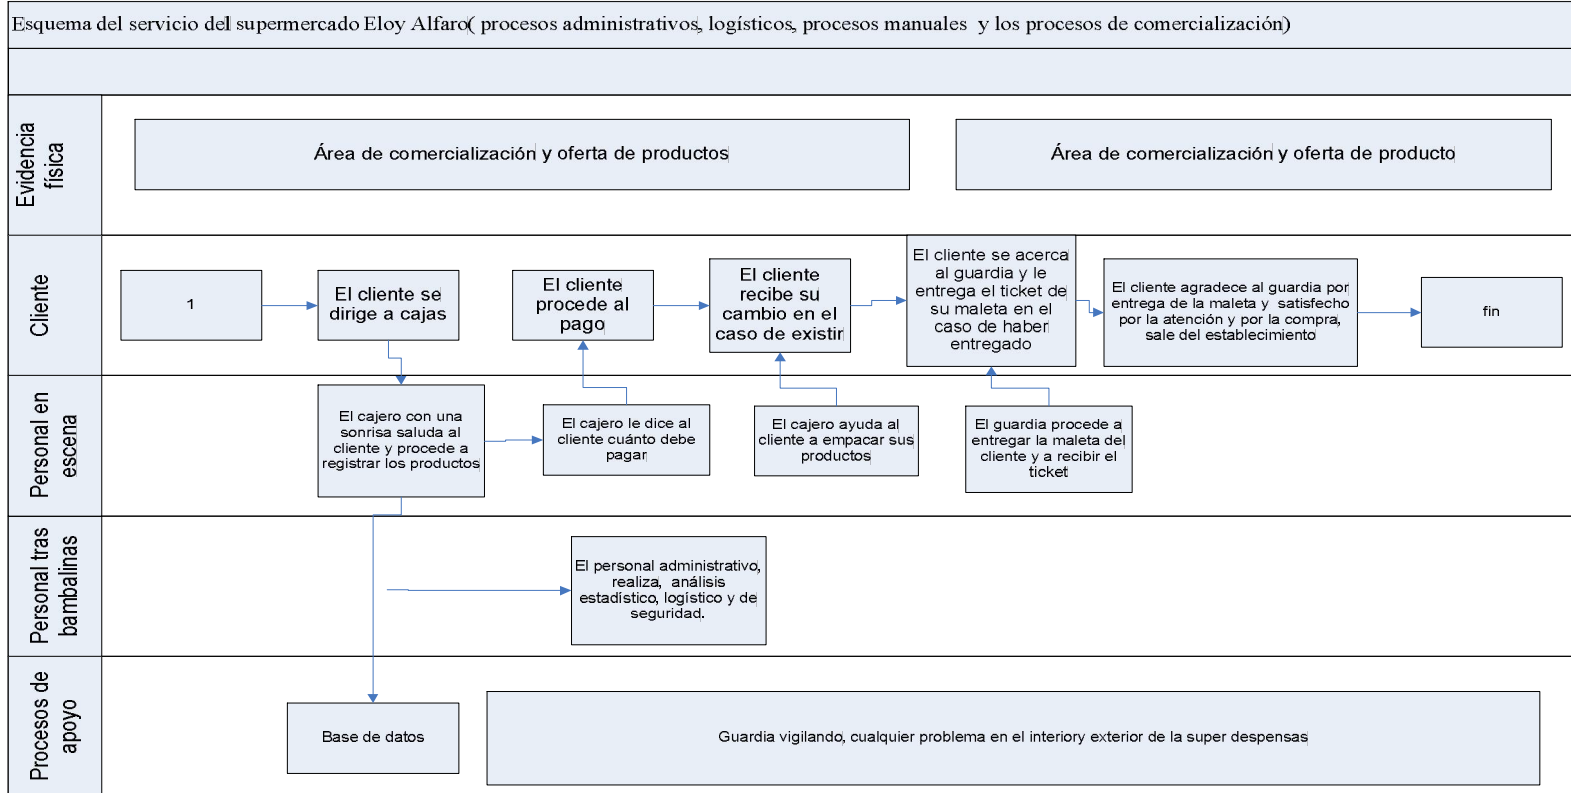 Esquema del servicio del supermercado Eloy Alfaro( procesos administrativos, logísticos, procesos manuales y los procesos de comercialización)
Evidencia
física
Área de comercialización y oferta de productos
Área de comercialización y oferta de producto
Cliente
1
El cliente se
dirige a cajas
El cliente
procede al
pago
El cliente
recibe su
cambio en el
caso de existir
El cliente se acerca
al guardia y le
entrega el ticket de
su maleta en el
caso de haber
entregado
El cliente agradece al guardia por
entrega de la maleta y satisfecho
por la atención y por la compra,
sale del establecimiento
fin
Personal en
escena
El cajero con una
sonrisa saluda al
cliente y procede a
registrar los productos
El cajero le dice al
cliente cuánto debe
pagar
El cajero ayuda al
cliente a empacar sus
productos
El guardia procede a
entregar la maleta del
cliente y a recibir el
ticket
Personal tras
bambalinas
El personal administrativo,
realiza, análisis
estadístico, logístico y de
seguridad.
Procesos de
apoyo
Base de datos
Guardia vigilando, cualquier problema en el interiory exterior de la super despensas